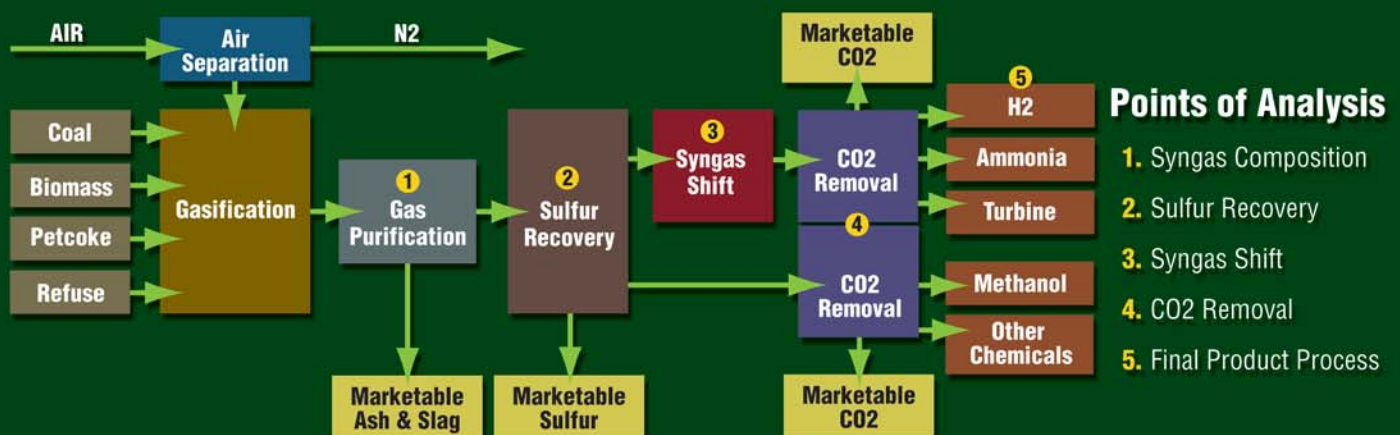 AIR
Air
Separation
N2
Coal
Biomass
Petcoke
Refuse
Gasification
1
Gas
Purification
Marketable
Ash & Slag
2
Sulfur
Recovery
Marketable
Sulfur
3
Syngas
Shift
Marketable
CO2
CO2
Removal
4
CO2
Removal
Marketable
CO2
5
H2
Ammonia
Turbine
Methanol
Other
Chemicals
Points of Analysis
1. Syngas Composition
2. Sulfur Recovery
3. Syngas Shift
4. CO2 Removal
5. Final Product Process